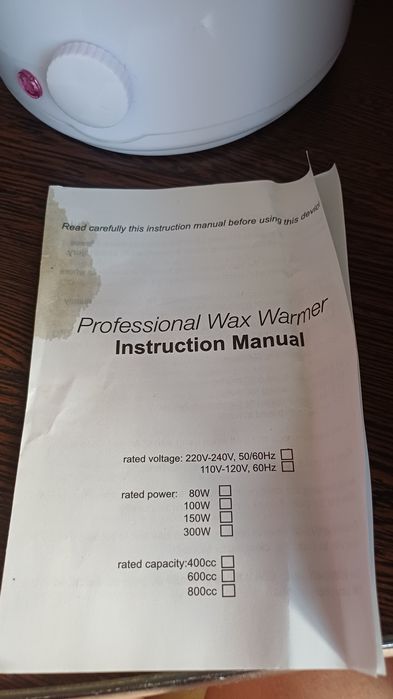 Read carefully this instruction manual before using this device
Professional Wax Warmer
Instruction Manual
rated voltage: 220V-240V, 50/60Hz
110V-120V, 60Hz
rated power: 80W
100W
150W
300W
rated capacity:400cc
600cc
800cc